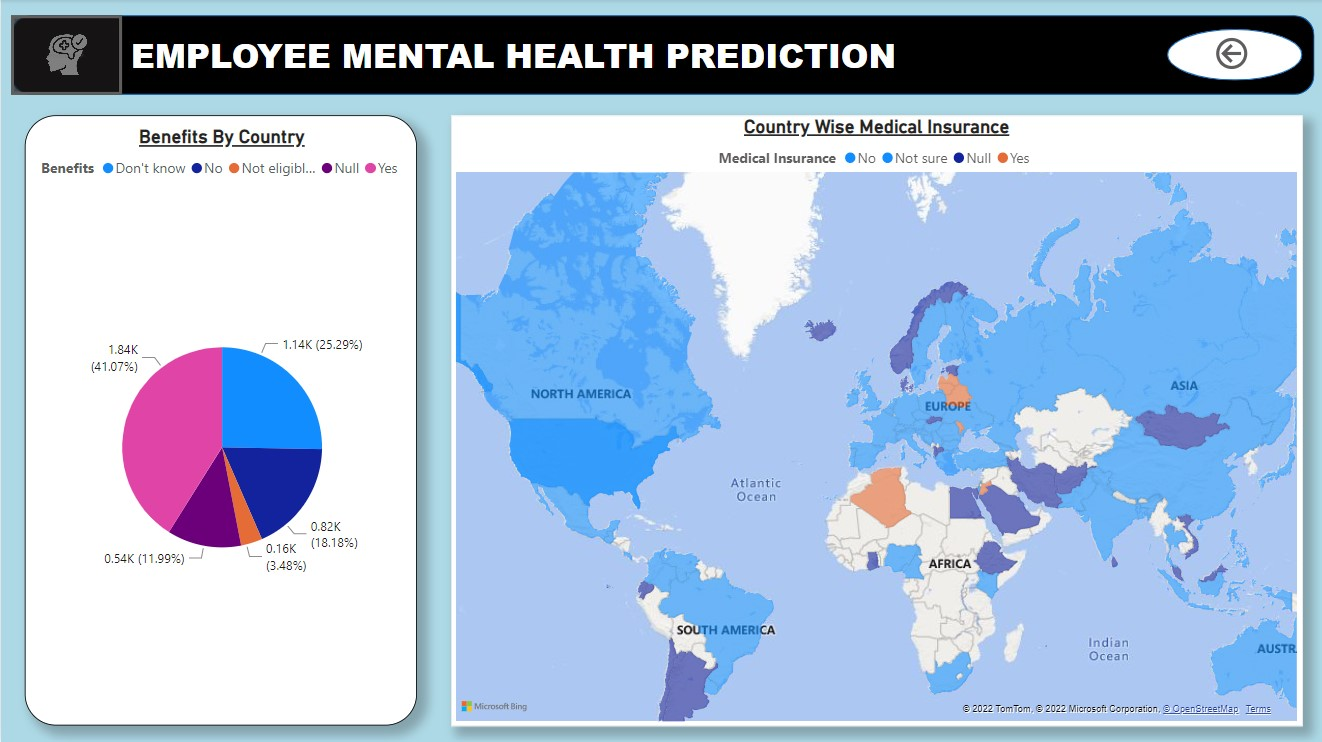 EMPLOYEE MENTAL HEALTH PREDICTION
Benefits By Country
Benefits Don't know No Not eligibl... Null Yes
1.84K
(41.07%)
1.14K (25.29%)
0.82K
(18.18%)
0.16K
(3.48%)
0.54K (11.99%)
Country Wise Medical Insurance
Medical Insurance No Not sure Null Yes
NORTH AMERICA
EUROPE
ASIA
Atlantic
Ocean
AFRICA
SOUTH AMERICA
Indian
Ocean
AUSTR
Microsoft Bing
© 2022 TomTom, © 2022 Microsoft Corporation, © OpenStreetMap Terms